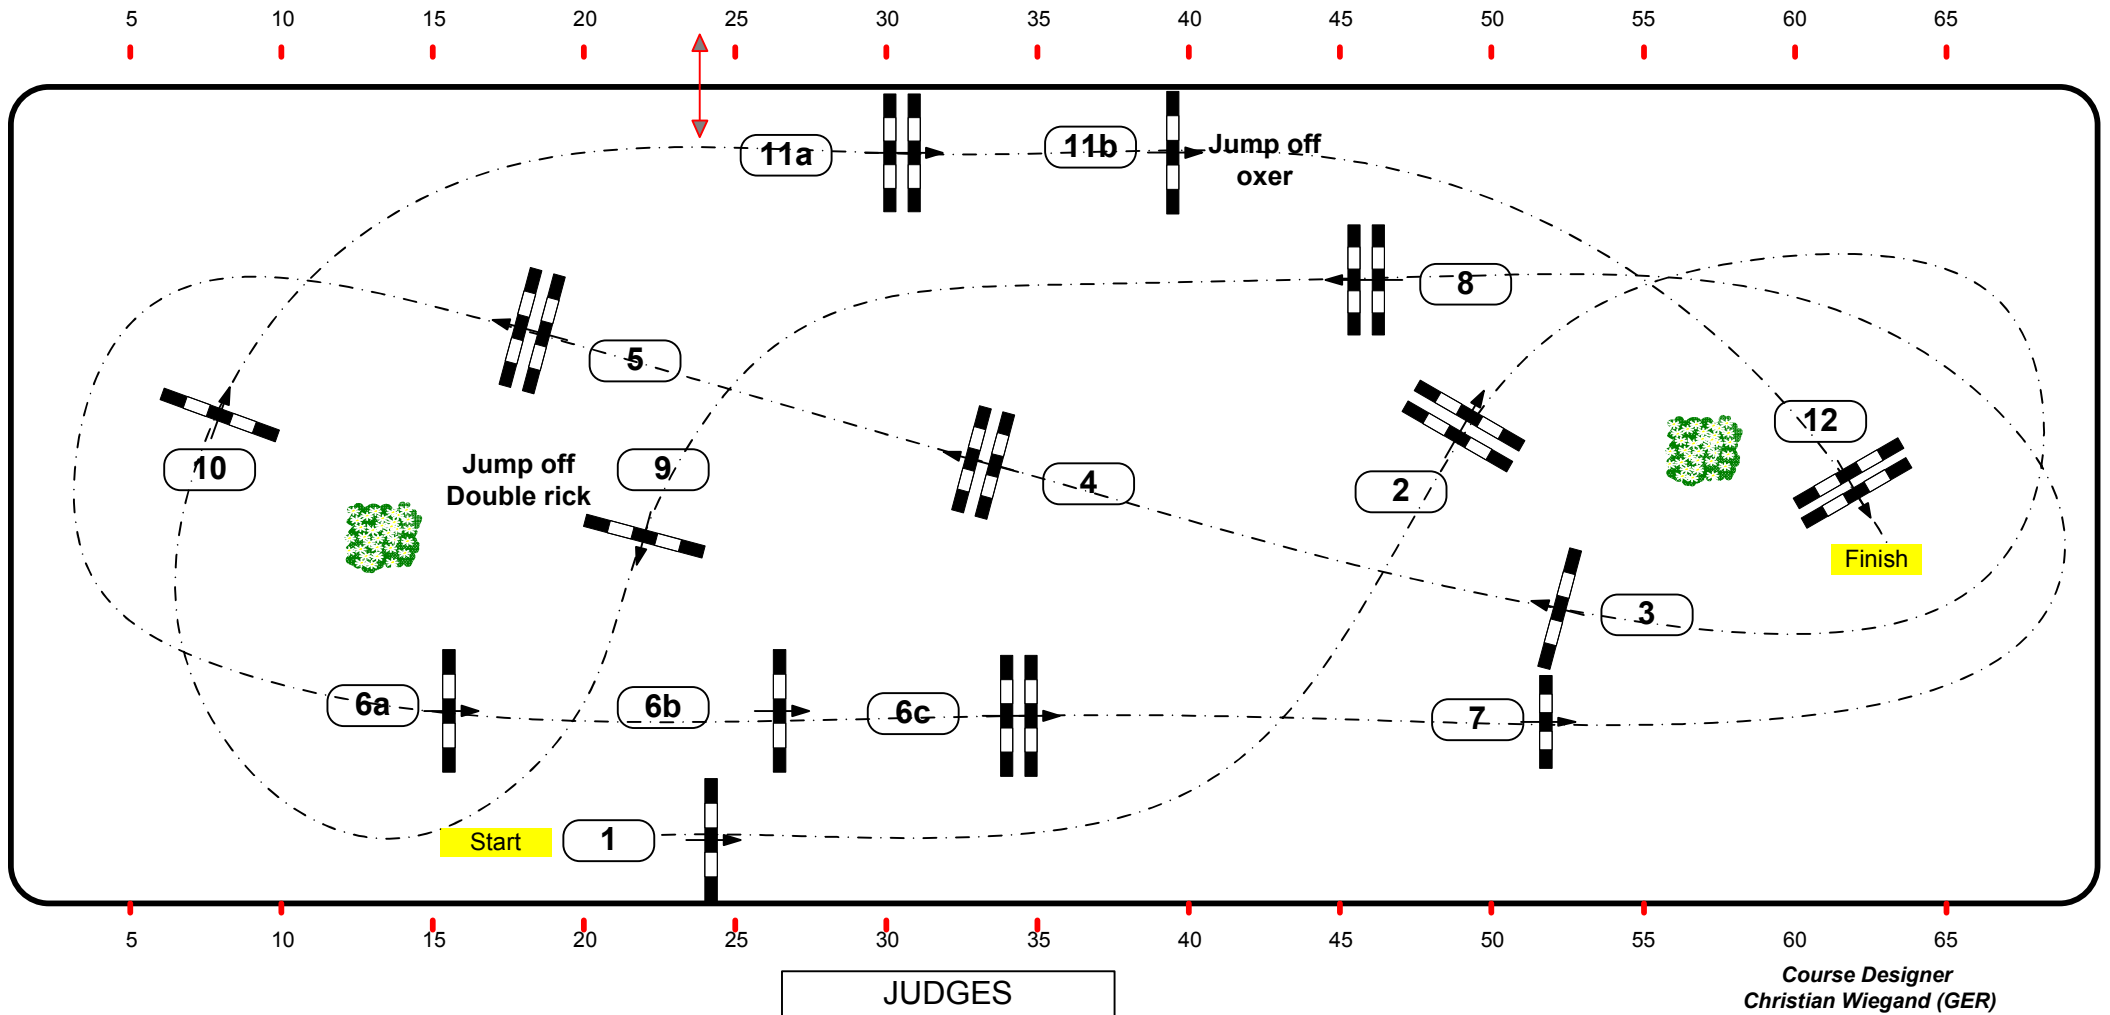 5 10 15 20 25 30 35 40 45 50 55 60 65
11a 11b Jump off
oxer
8
5
12
10 Jump off 9 4 2
Double rick
Finish
3
6a 6b 6c 7
Start 1
5 10 15 20 25 30 35 40 45 50 55 60 65
JUDGES
Course Designer
Christian Wiegand (GER)